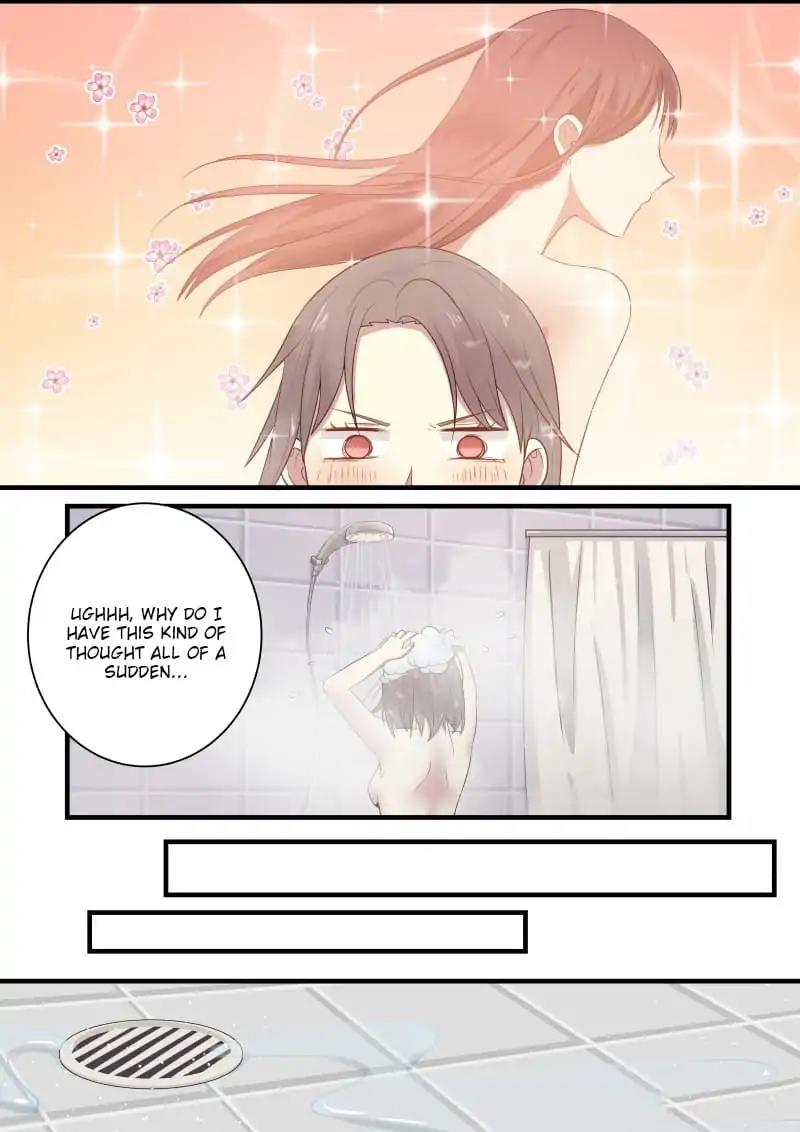 UGHHH, WHY DO I
HAVE THIS KIND OF
THOUGHT ALL OF A
SUDDEN...